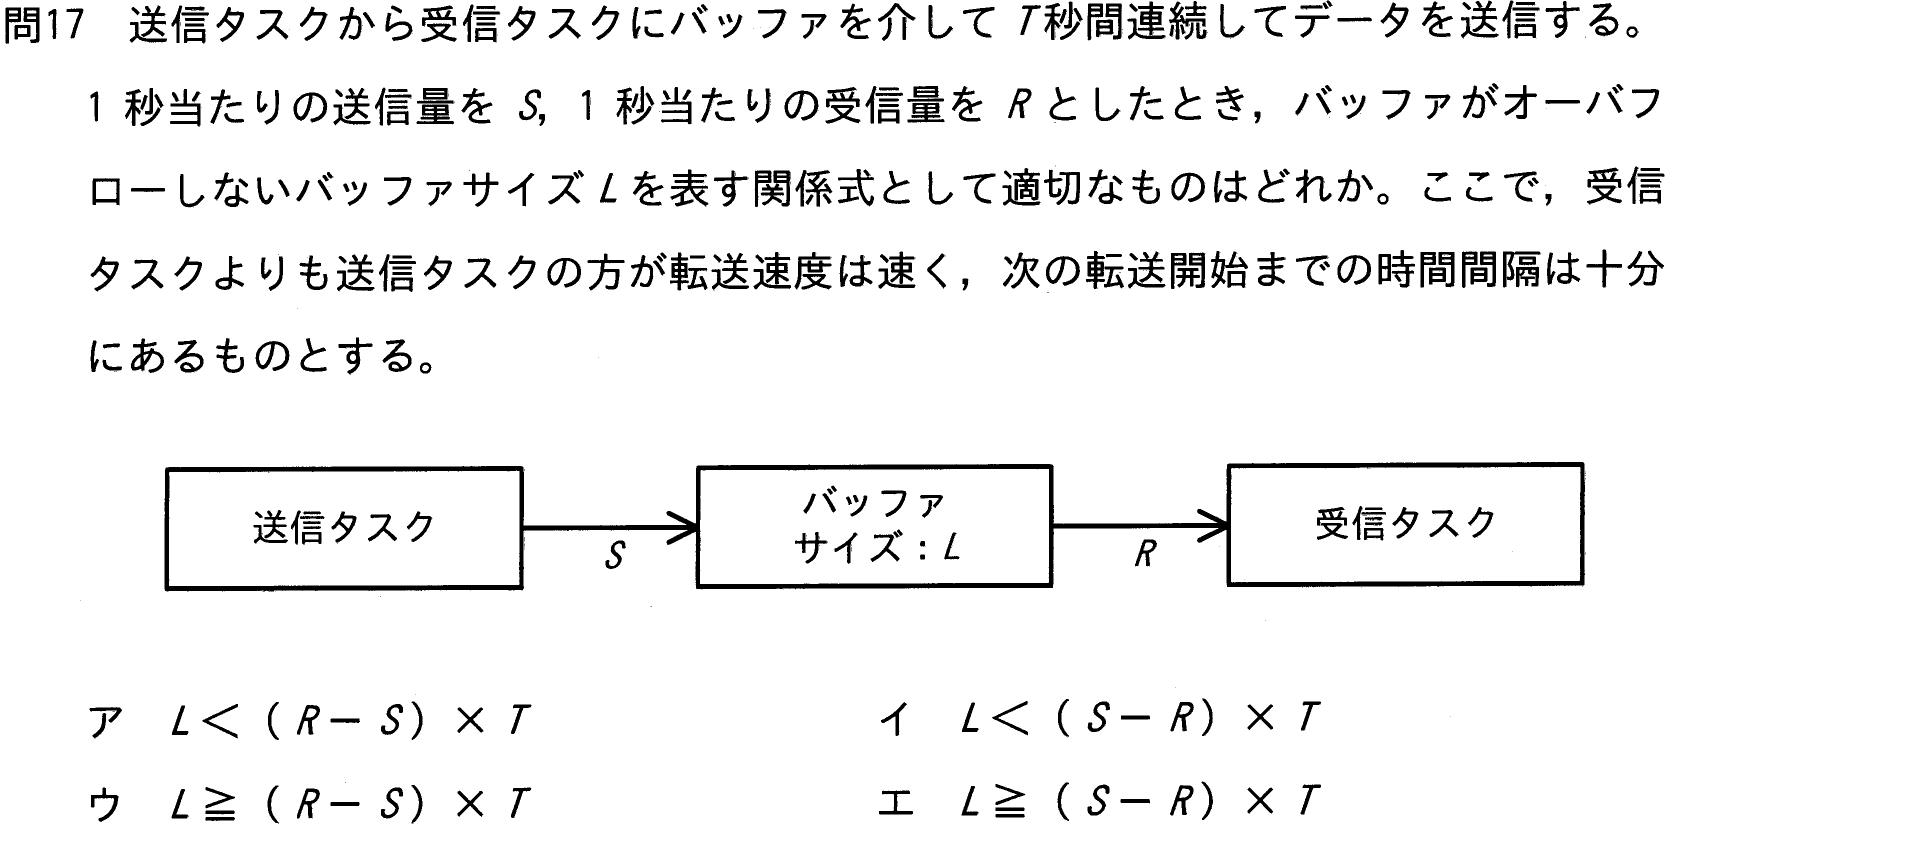 問17　送信タスクから受信タスクにバッファを介して T秒間連続してデータを送信する。
1 秒当たりの送信量を S, 1 秒当たりの受信量を R としたとき，バッファがオーバフ
ローしないバッファサイズ L を表す関係式として適切なものはどれか。ここで，受信
タスクよりも送信タスクの方が転送速度は速く，次の転送開始までの時間間隔は十分
にあるものとする。
送信タスク
S
バッファ
サイズ：L
R
受信タスク
ア　L＜（R－S）×T
イ　L＜（S－R）×T
ウ　L≧（R－S）×T
エ　L≧（S－R）×T